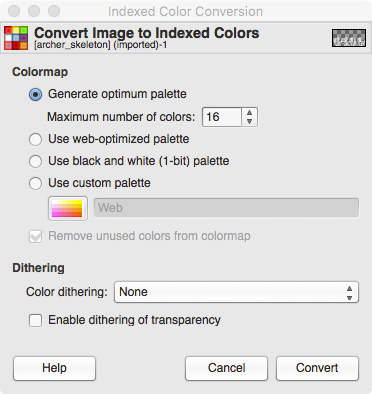 Indexed Color Conversion
Convert Image to Indexed Colors
[archer_skeleton] (imported)-1
Colormap
Generate optimum palette
Maximum number of colors: 16
Use web-optimized palette
Use black and white (1-bit) palette
Use custom palette
Web
Remove unused colors from colormap
Dithering
Color dithering: None
Enable dithering of transparency
Help Cancel Convert